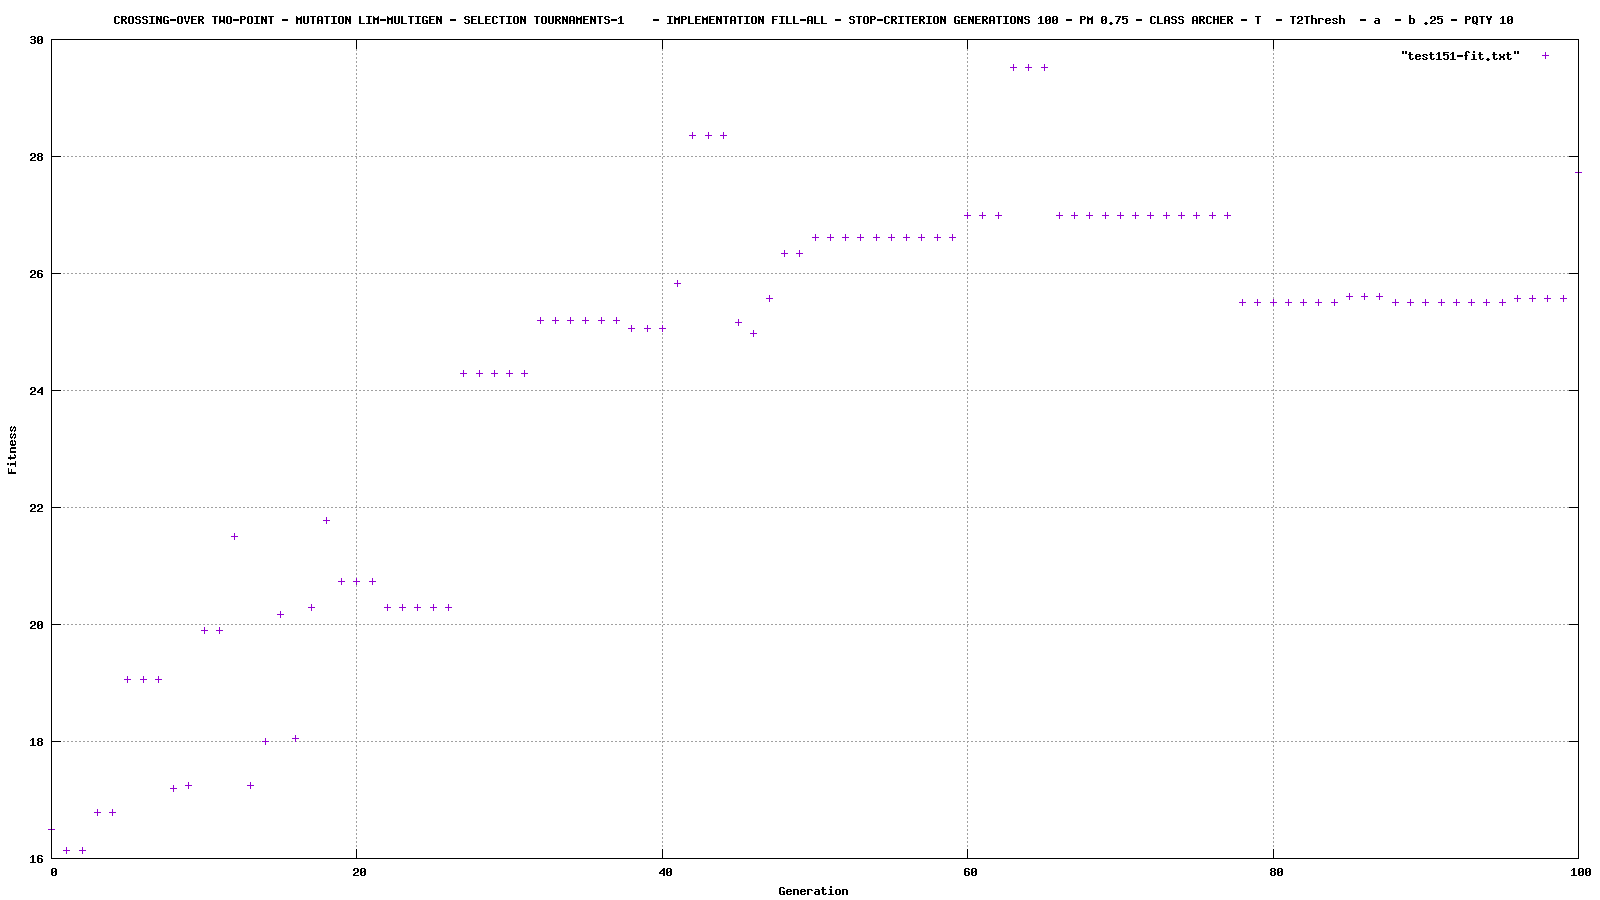 CROSSING-OVER TWO-POINT - MUTATION LIM-MULTIGEN - SELECTION TOURNAMENTS-1 - IMPLEMENTATION FILL-ALL - STOP-CRITERION GENERATIONS 100 - PM 0.75 - CLASS ARCHER - T - T2Thresh - a - b .25 - PQTY 10
"test151-fit.txt"
30
28
26
24
22
20
18
16
Fitness
0 20 40 60 80 100
Generation